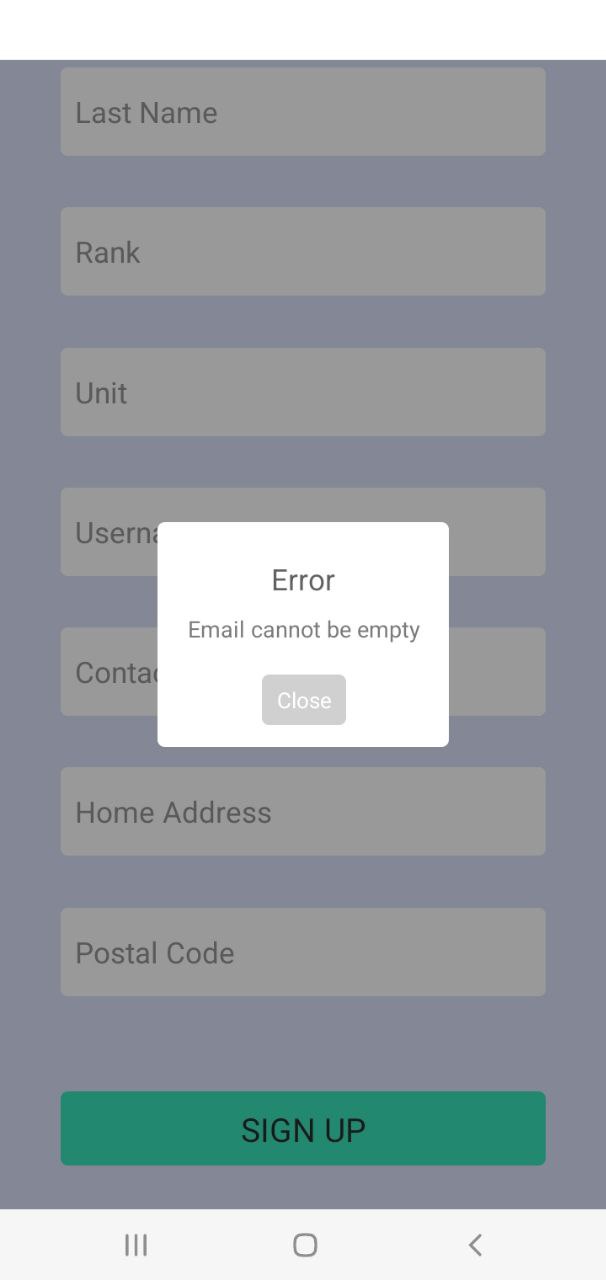 Last Name
Rank
Unit
Userna
Error
Email cannot be empty
Contac
Close
Home Address
Postal Code
SIGN UP